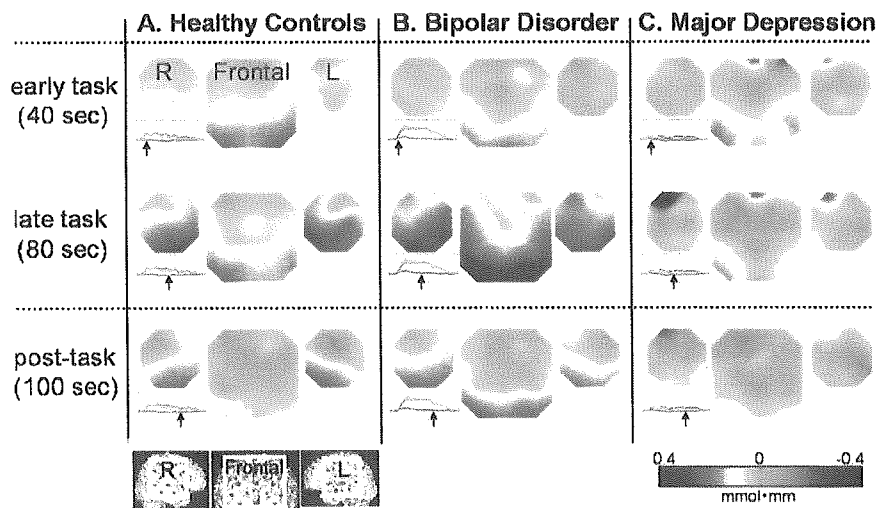 A. Healthy Controls B. Bipolar Disorder C. Major Depression
R Frontal L
early task
(40 sec)
late task
(80 sec)
post-task
(100 sec)
R Frontal L
0 4 0 -0 4
mmol•mm